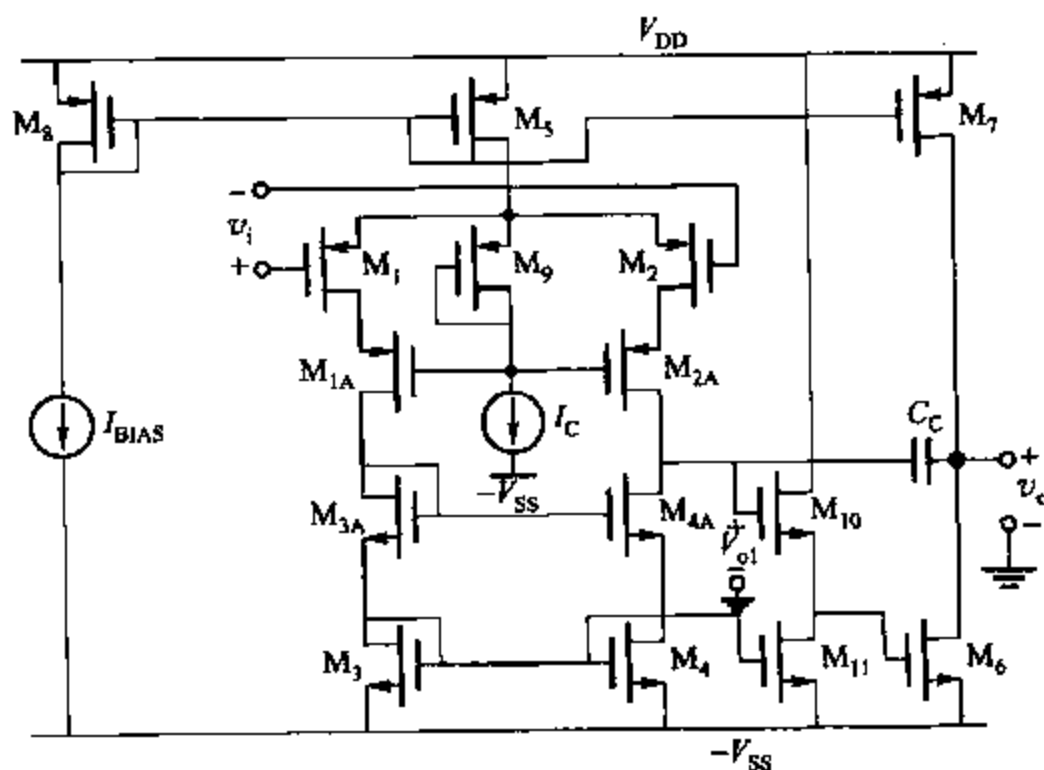 V_DD
M_8
M_5
M_7
−
v_i
+
M_1
M_9
M_2
M_1A
M_2A
I_BIAS
I_C
C_C
−V_SS
+
v_o
−
M_3A
M_4A
M_10
+
V_o1
−
M_3
M_4
M_11
M_6
−V_SS